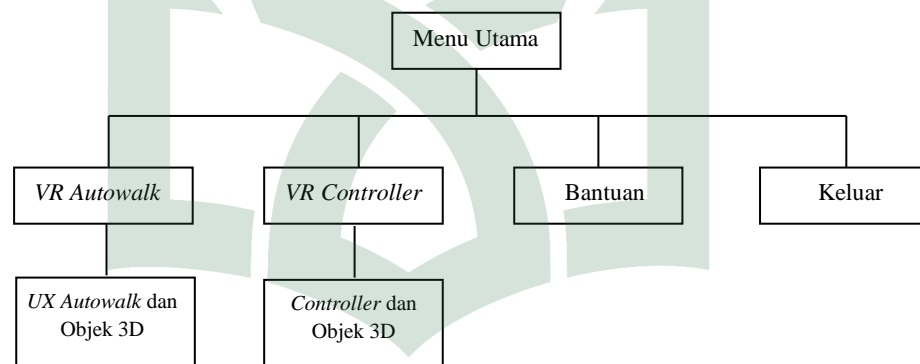 Menu Utama
VR Autowalk
VR Controller
Bantuan
Keluar
UX Autowalk dan
Objek 3D
Controller dan
Objek 3D